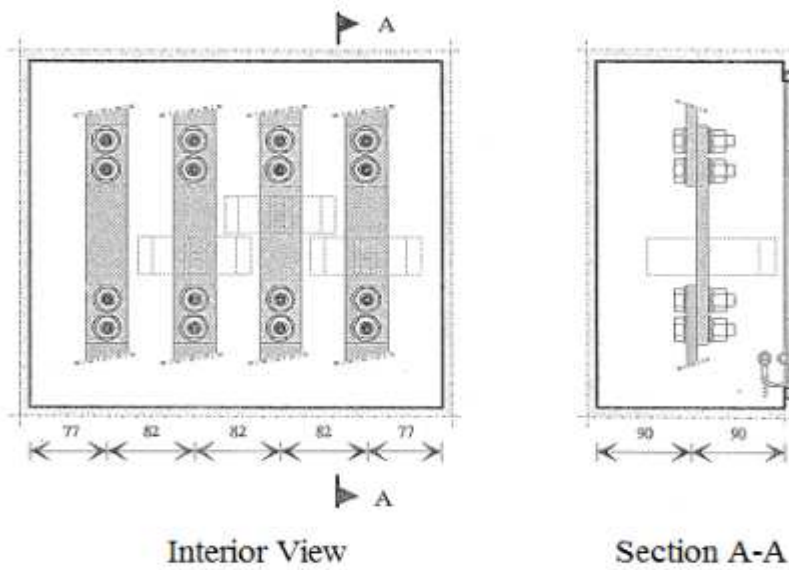 A
77 82 82 82 77
90 90
A
Interior View
Section A-A